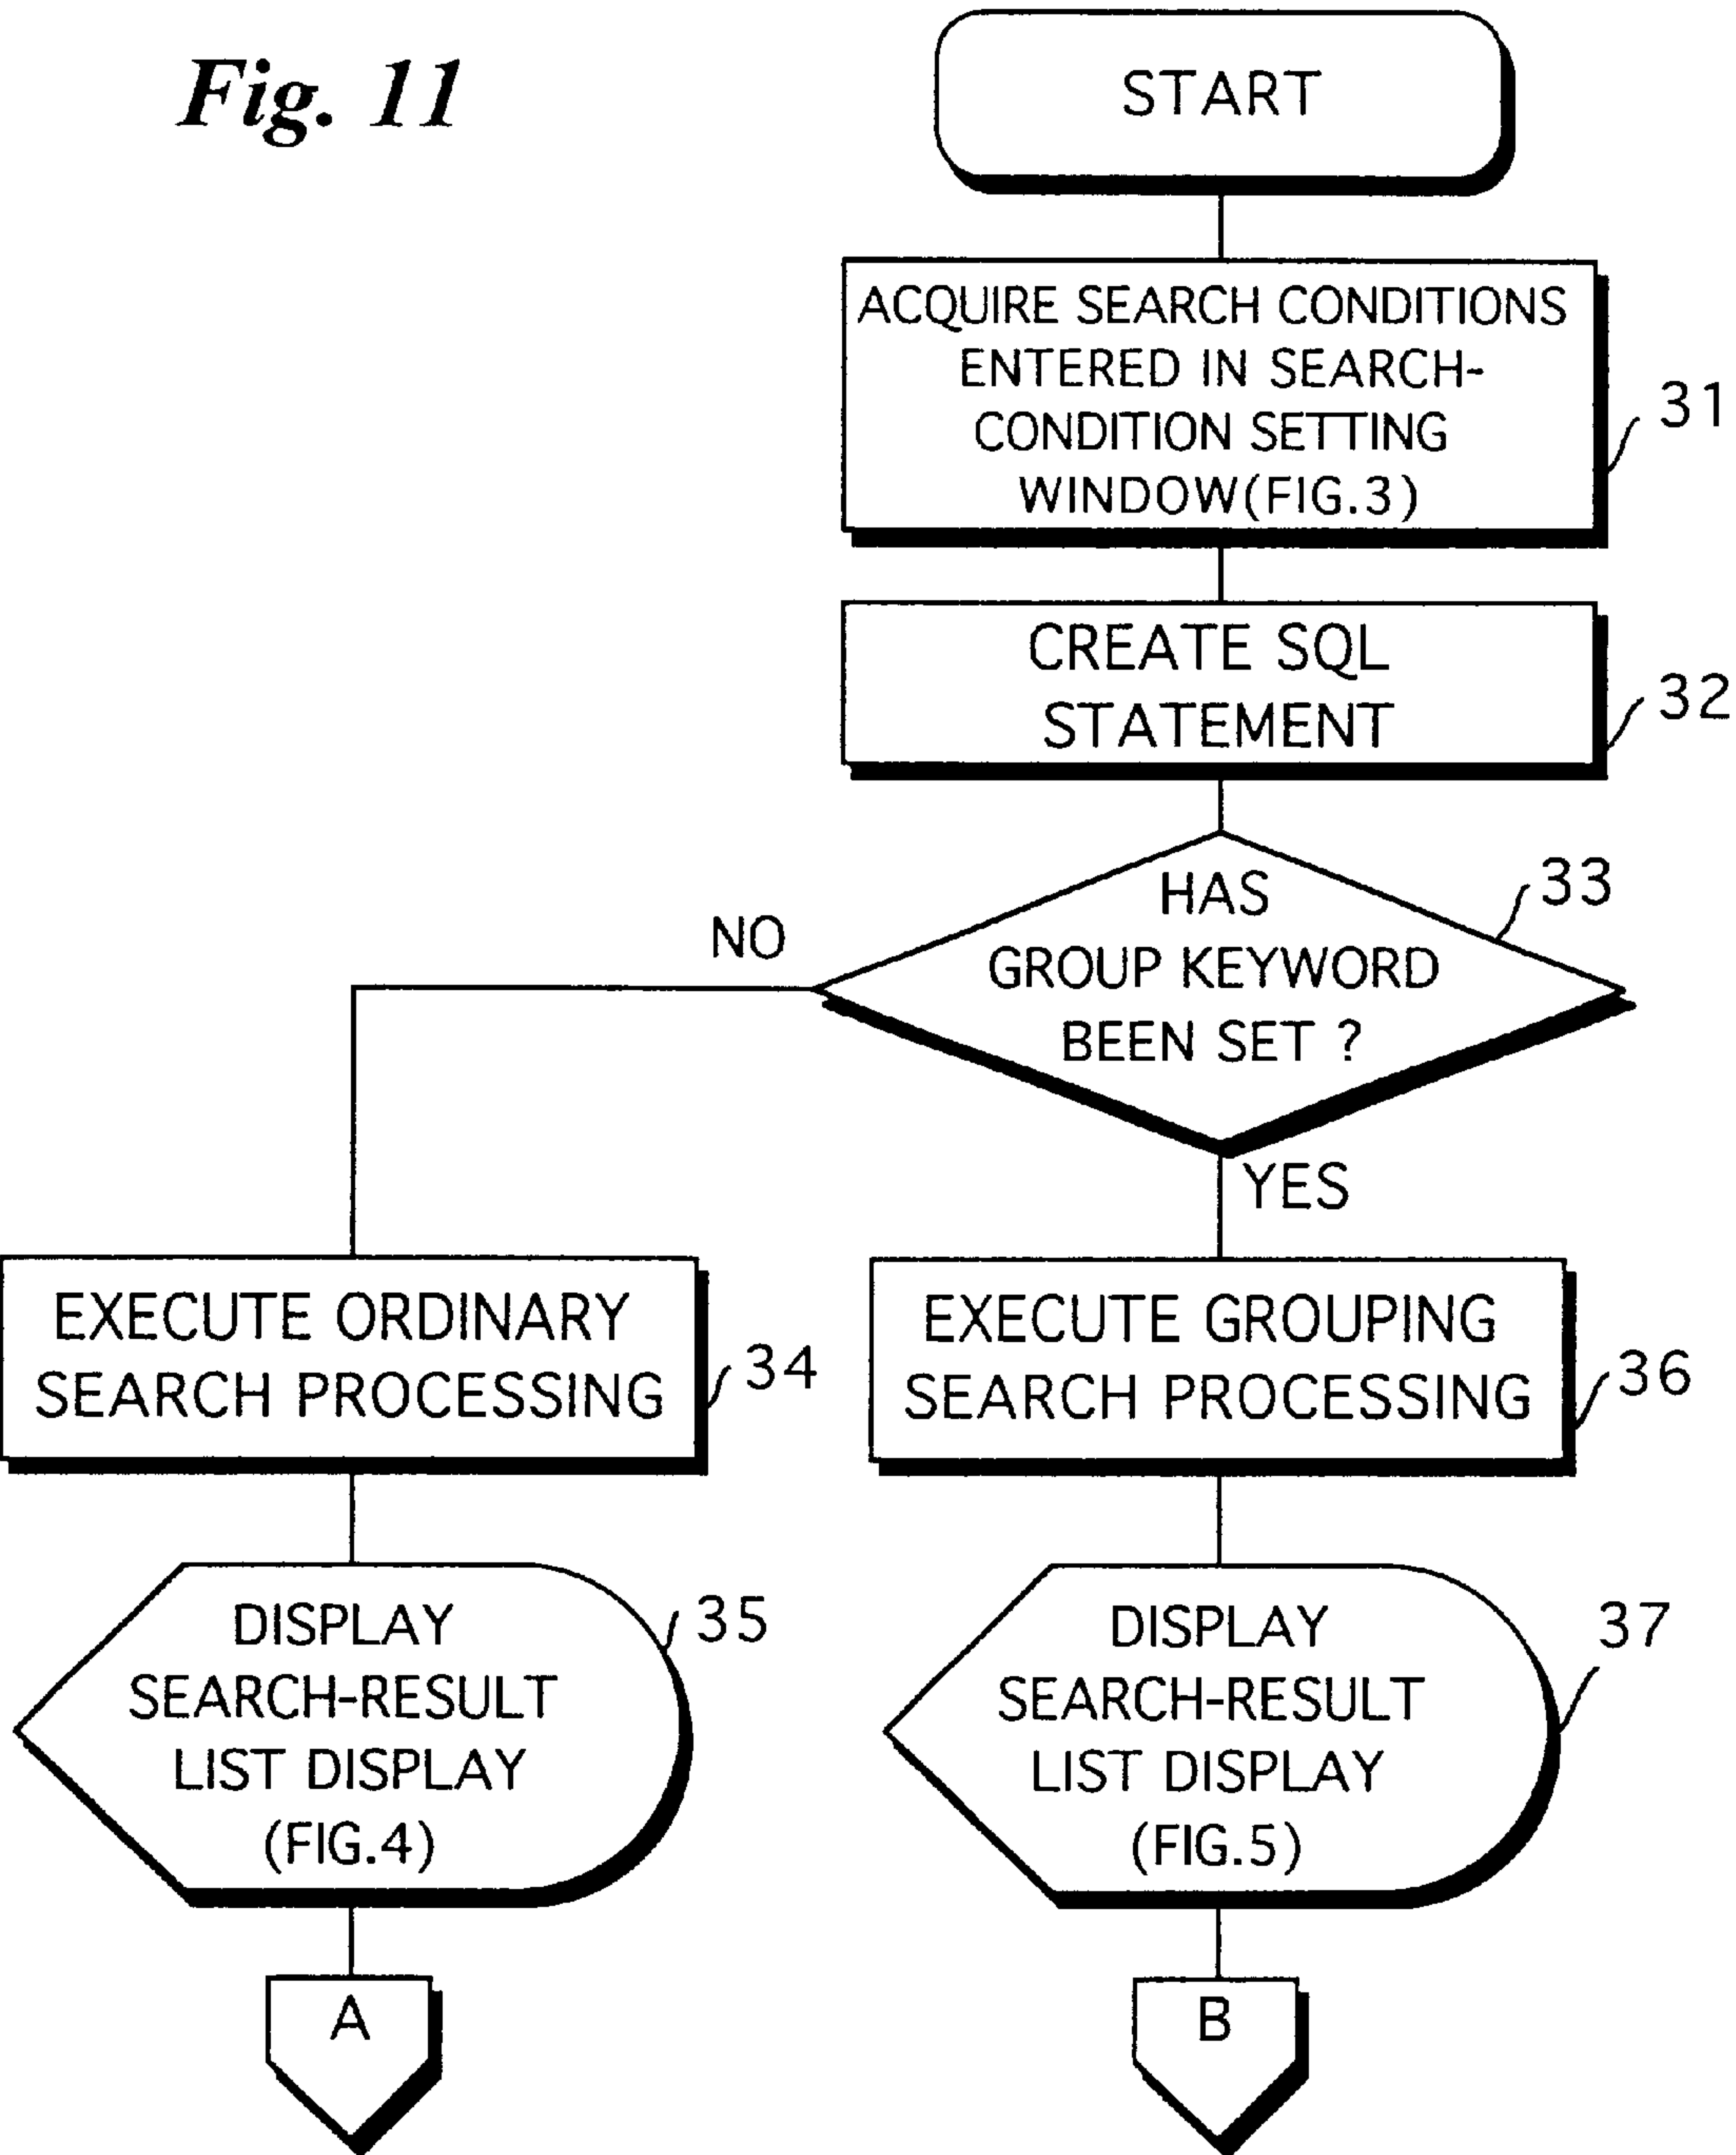 Fig. 11
START
ACQUIRE SEARCH CONDITIONS
ENTERED IN SEARCH-
CONDITION SETTING
WINDOW(FIG.3)
31
CREATE SQL
STATEMENT
32
HAS
GROUP KEYWORD
BEEN SET ?
33
NO
YES
EXECUTE ORDINARY
SEARCH PROCESSING
34
EXECUTE GROUPING
SEARCH PROCESSING
36
DISPLAY
SEARCH-RESULT
LIST DISPLAY
(FIG.4)
35
DISPLAY
SEARCH-RESULT
LIST DISPLAY
(FIG.5)
37
A
B